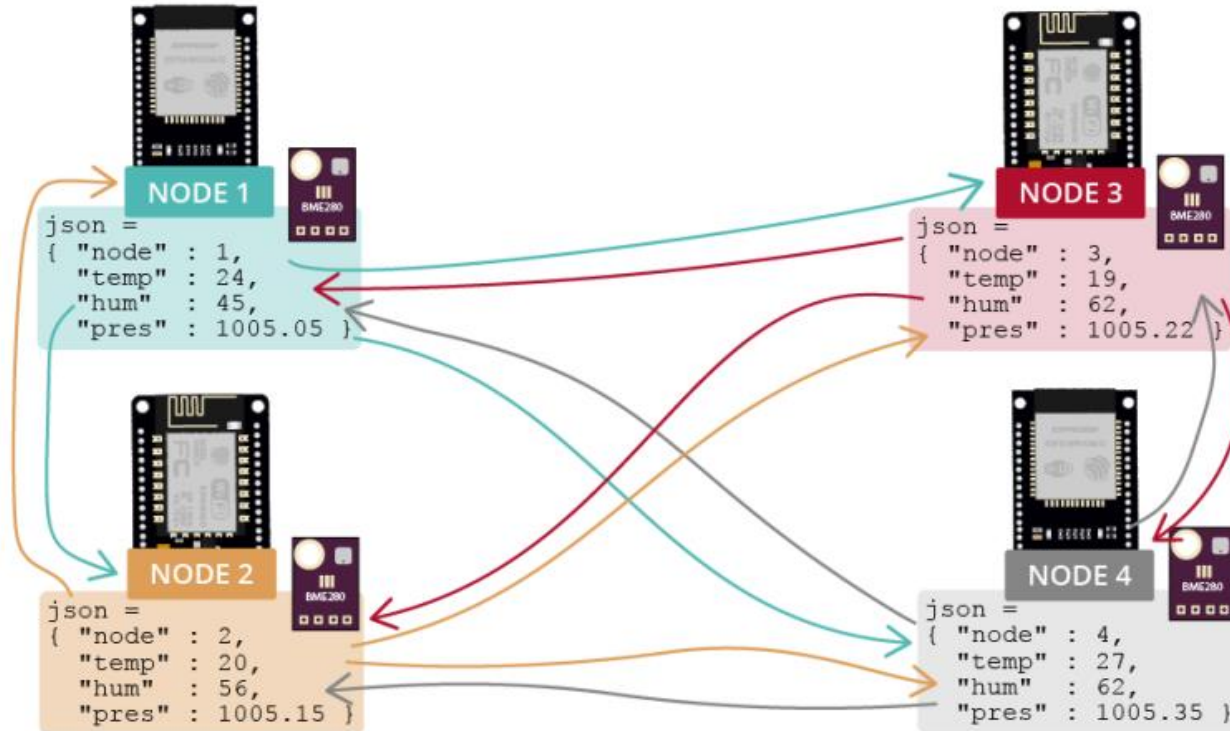 NODE 1
BME280
json =
{ "node" : 1,
"temp" : 24,
"hum" : 45,
"pres" : 1005.05 }
NODE 3
BME280
json =
{ "node" : 3,
"temp" : 19,
"hum" : 62,
"pres" : 1005.22 }
NODE 2
BME280
json =
{ "node" : 2,
"temp" : 20,
"hum" : 56,
"pres" : 1005.15 }
NODE 4
BME280
json =
{ "node" : 4,
"temp" : 27,
"hum" : 62,
"pres" : 1005.35 }